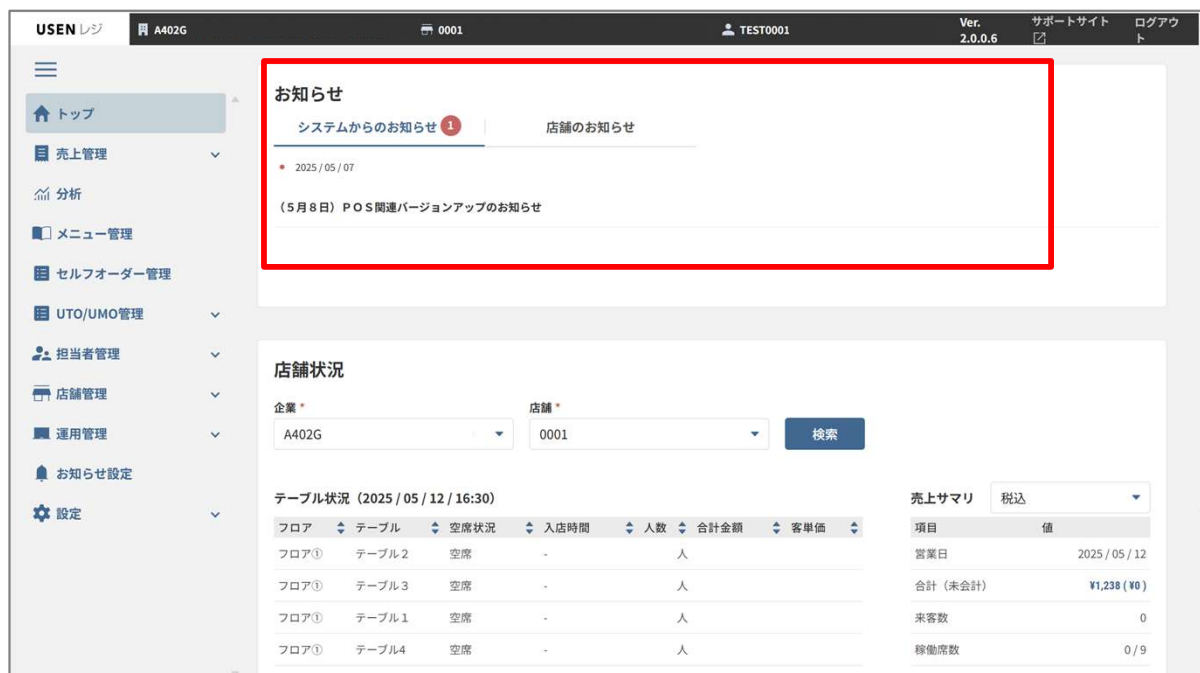 USEN レジ
A402G
0001
TEST0001
Ver.
2.0.0.6
サポートサイト
ログアウ
ト
トップ
売上管理
分析
メニュー管理
セルフオーダー管理
UTO/UMO管理
担当者管理
店舗管理
運用管理
お知らせ設定
設定
お知らせ
システムからのお知らせ 1
店舗のお知らせ
2025 / 05 / 07
（５月８日）ＰＯＳ関連バージョンアップのお知らせ
店舗状況
企業 *
店舗 *
A402G
0001
検索
テーブル状況（2025 / 05 / 12 / 16:30）
フロア テーブル 空席状況 入店時間 人数 合計金額 客単価
フロア① テーブル２ 空席 - 人
フロア① テーブル３ 空席 - 人
フロア① テーブル１ 空席 - 人
フロア① テーブル4 空席 - 人
売上サマリ
税込
項目 値
営業日 2025 / 05 / 12
合計（未会計） ¥1,238 ( ¥0 )
来客数 0
稼働席数 0 / 9